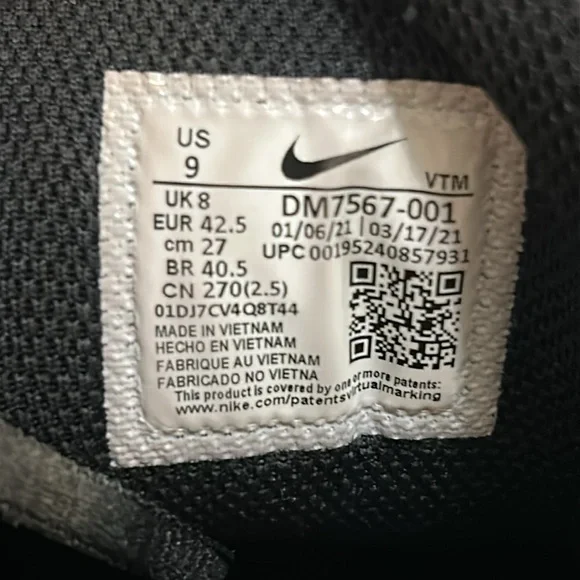 US
9
VTM
UK 8
DM7567-001
EUR 42.5
01/06/21 | 03/17/21
cm 27
UPC 00195240857931
BR 40.5
CN 270(2.5)
01DJ7CV4Q8T44
MADE IN VIETNAM
HECHO EN VIETNAM
FABRIQUE AU VIETNAM
FABRICADO NO VIETNA
This product is covered by one or more patents:
www.nike.com/patentsvirtualmarking